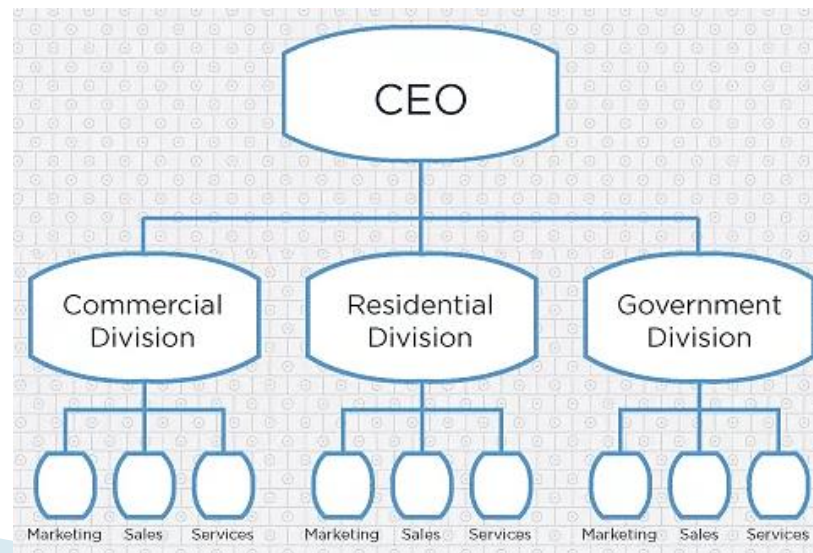 CEO
Commercial
Division
Residential
Division
Government
Division
Marketing Sales Services
Marketing Sales Services
Marketing Sales Services